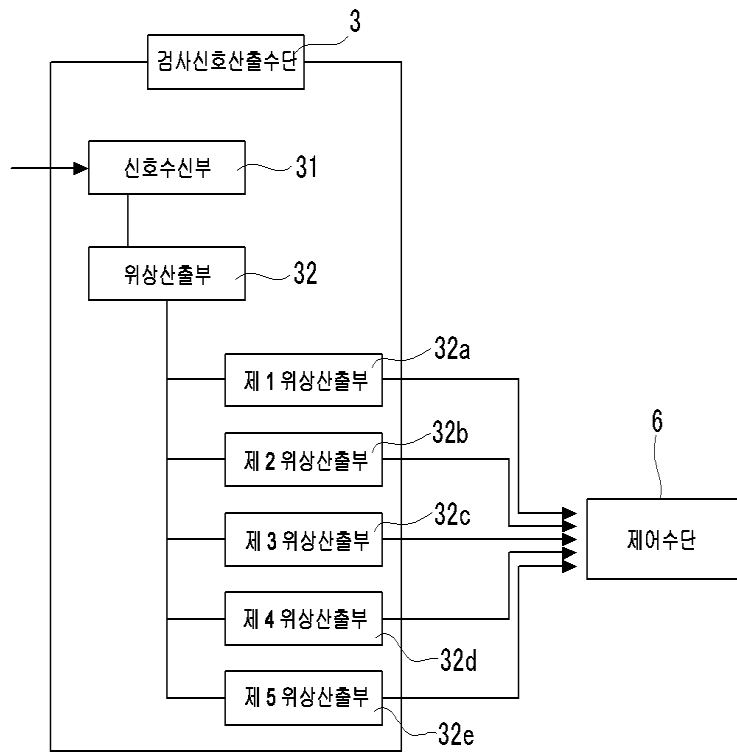 3
검사신호산출수단
신호수신부
31
위상산출부
32
32a
제 1 위상산출부
32b
제 2 위상산출부
6
32c
제 3 위상산출부
제어수단
제 4 위상산출부
32d
제 5 위상산출부
32e